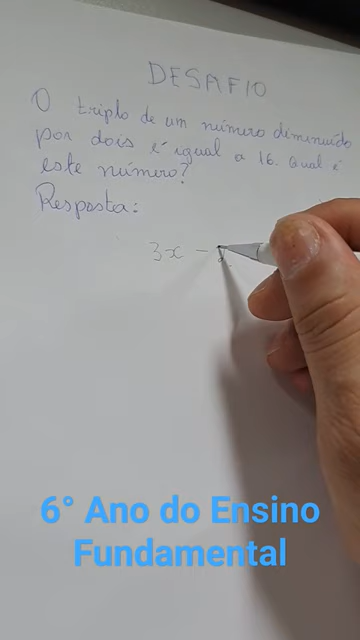 DESAFIO
O triplo de um número diminuído
por dois é igual a 16. Qual é
este número?
Resposta:
3x -
6° Ano do Ensino
Fundamental